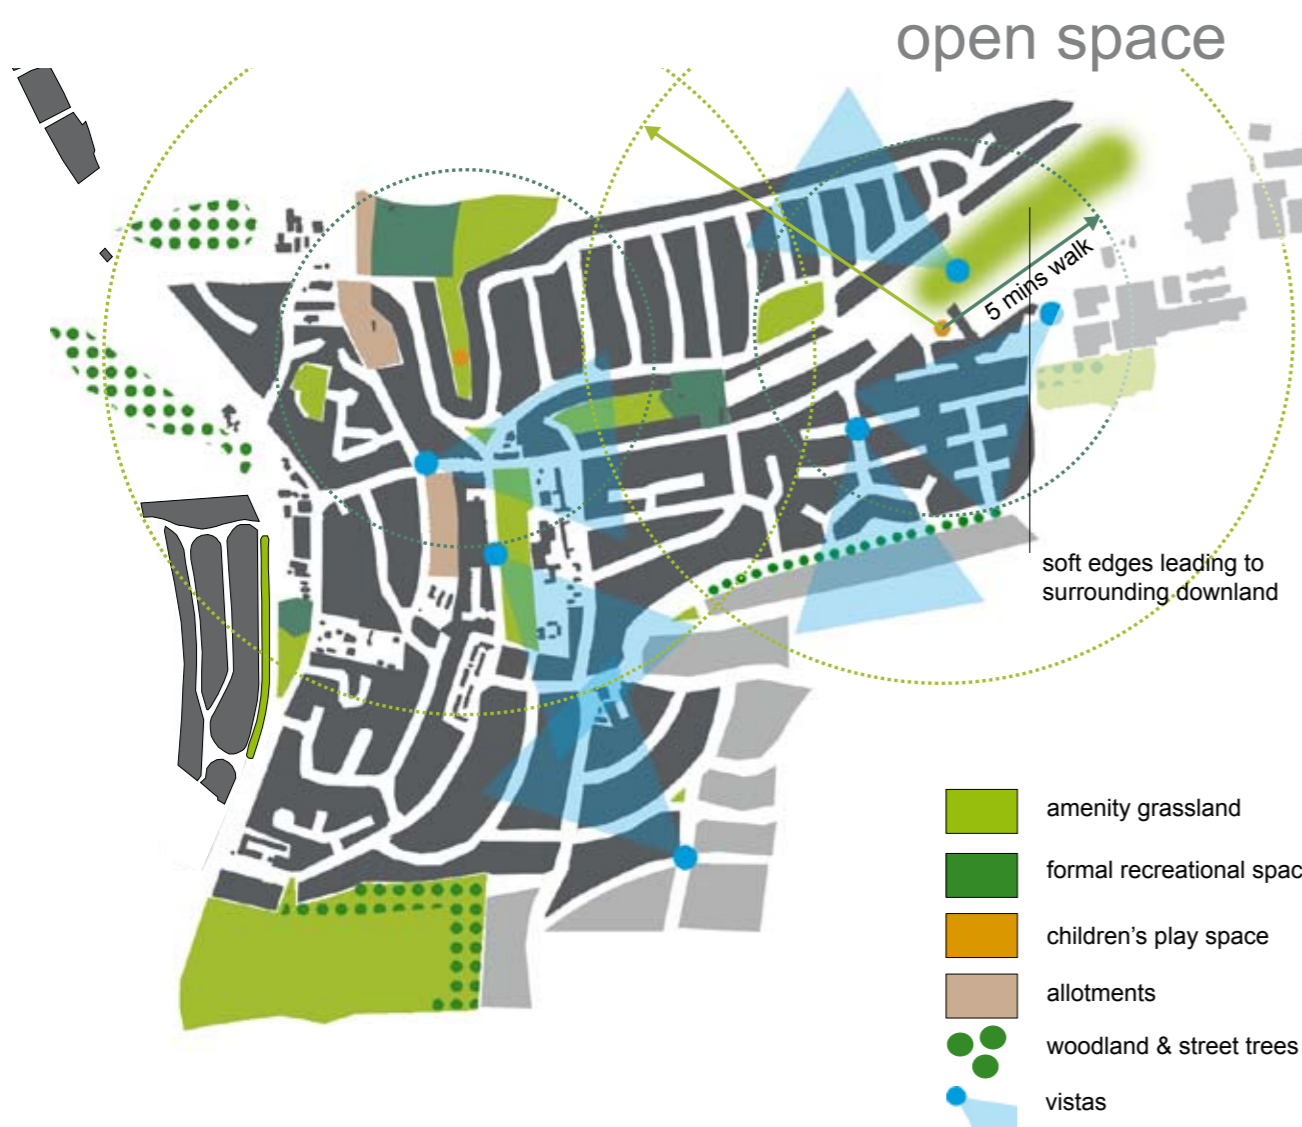 open space
5 mins walk
soft edges leading to
surrounding downland
amenity grassland
formal recreational spac
children's play space
allotments
woodland & street trees
vistas